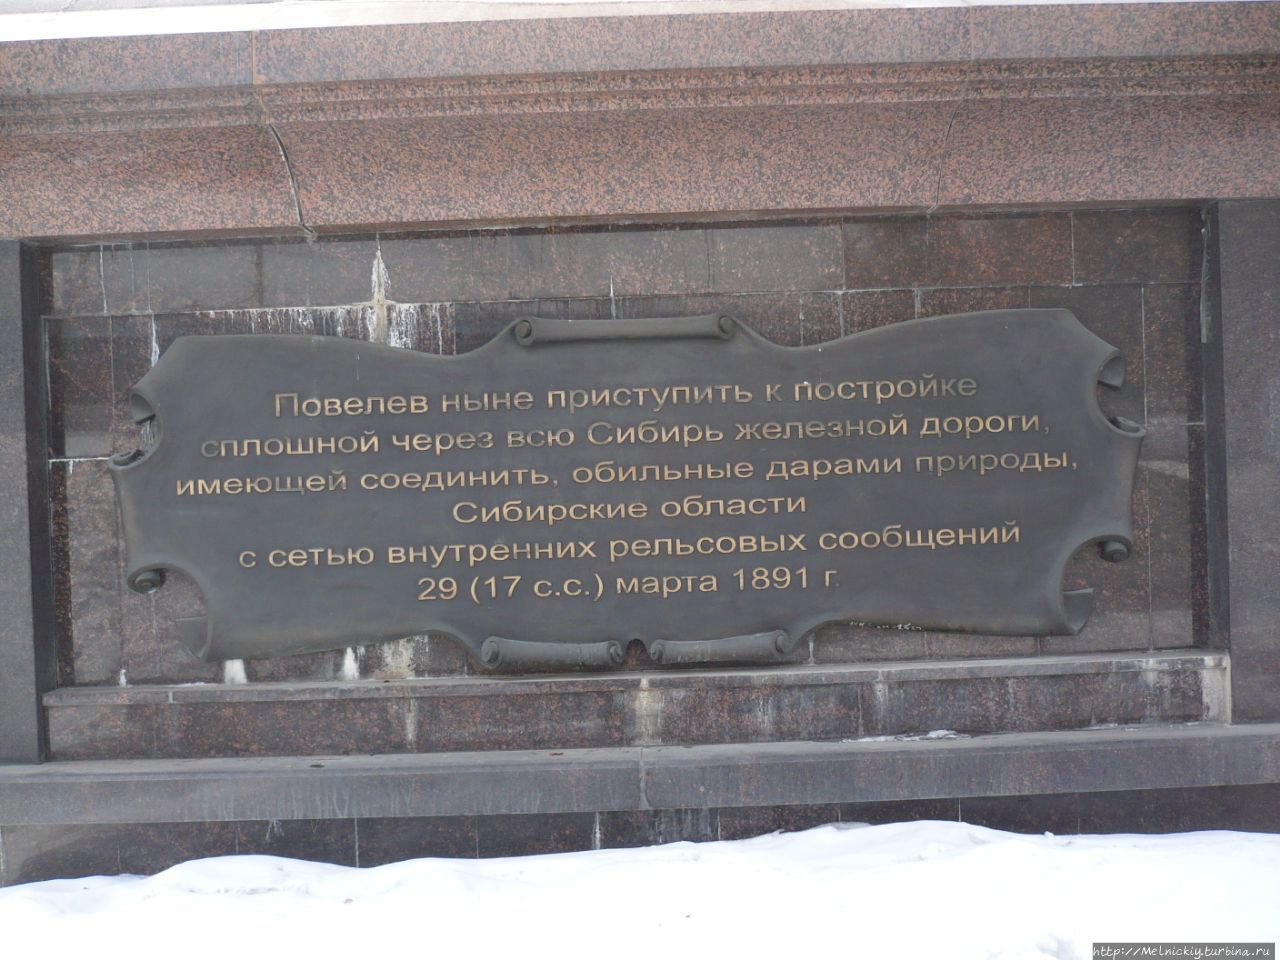 Повелев ныне приступить к постройке
сплошной через всю Сибирь железной дороги,
имеющей соединить, обильные дарами природы,
Сибирские области
с сетью внутренних рельсовых сообщений
29 (17 с.с.) марта 1891 г.
http://Melnickiy.turbina.ru